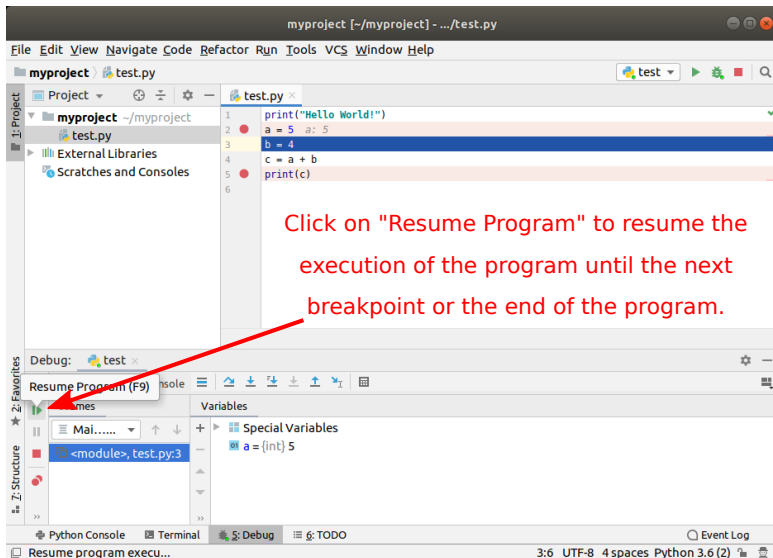 myproject [~/myproject] - .../test.py
File Edit View Navigate Code Refactor Run Tools VCS Window Help
myproject test.py test
1: Project Project test.py
myproject ~/myproject
test.py
External Libraries
Scratches and Consoles
1 print("Hello World!")
2 a = 5 a: 5
3 b = 4
4 c = a + b
5 print(c)
6
Click on "Resume Program" to resume the
execution of the program until the next
breakpoint or the end of the program.
2: Favorites
Debug: test
Resume Program (F9) nsole
Variables
Mai......
Special Variables
<module>, test.py:3
01 a = {int} 5
7: Structure
Python Console Terminal 5: Debug 6: TODO Event Log
Resume program execu... 3:6 UTF-8 4 spaces Python 3.6 (2)